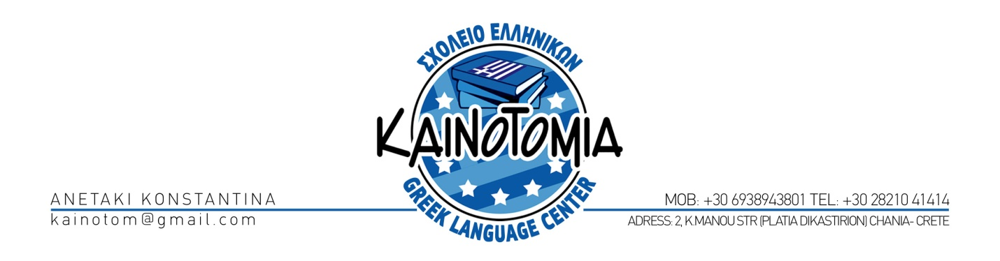 ΣΧΟΛΕΙΟ ΕΛΛΗΝΙΚΩΝ
ΚΑΙΝΟΤΟΜΙΑ
GREEK LANGUAGE CENTER
ANETAKI KONSTANTINA
kainotom@gmail.com
MOB: +30 6938943801 TEL: +30 28210 41414
ADRESS: 2, K.MANOU STR (PLATIA DIKASTIRION) CHANIA- CRETE